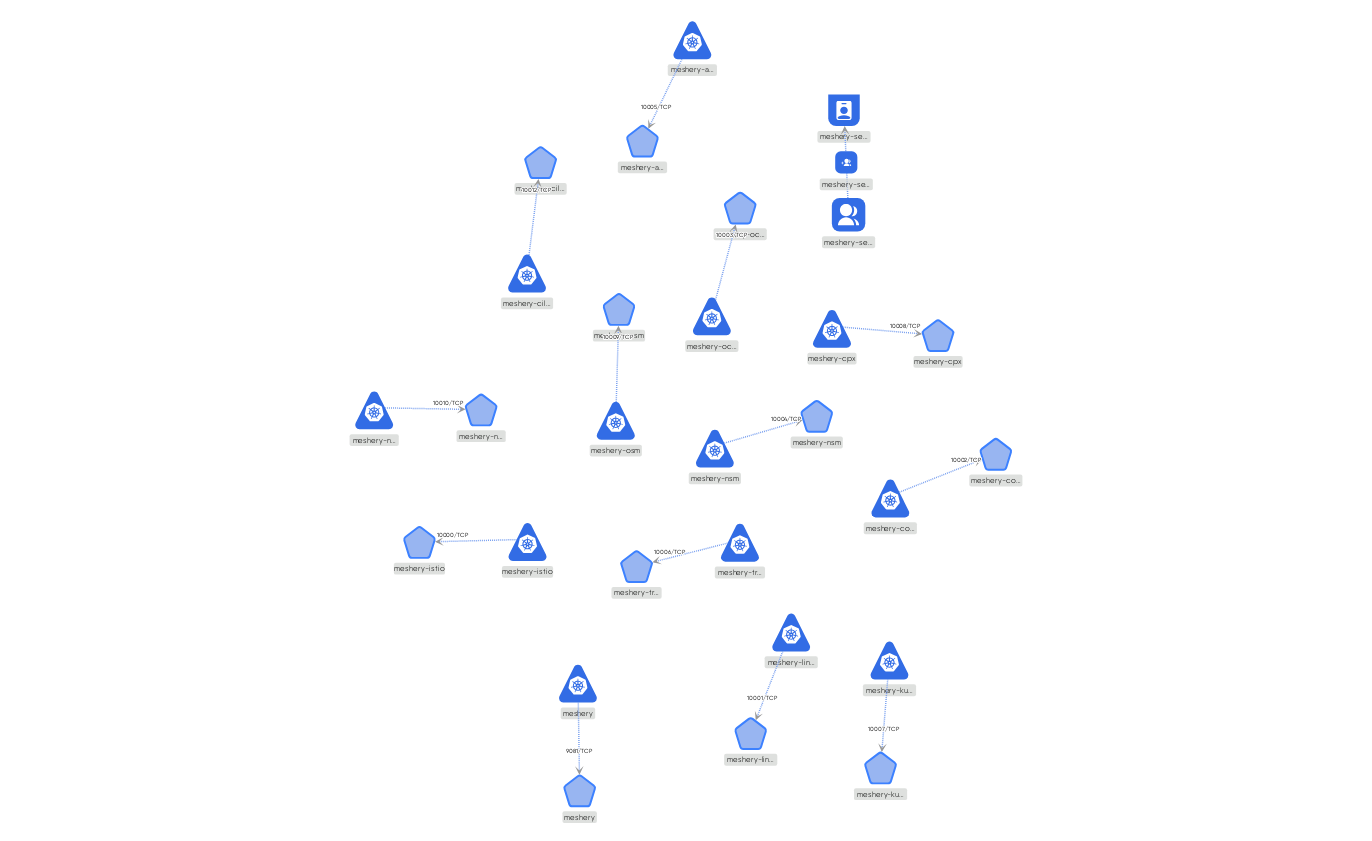 meshery-a...
10005/TCP
meshery-a...
meshery-se...
meshery-se...
meshery-se...
10012/TCP
meshery-cil...
10003/TCP
meshery-oc...
10009/TCP
meshery-osm
10008/TCP
meshery-cpx
meshery-cpx
10010/TCP
meshery-n...
meshery-n...
10004/TCP
meshery-nsm
meshery-nsm
10002/TCP
meshery-co...
meshery-co...
10000/TCP
meshery-istio
meshery-istio
10006/TCP
meshery-tr...
meshery-tr...
meshery-lin...
10001/TCP
meshery-lin...
meshery-ku...
10007/TCP
meshery-ku...
meshery
9081/TCP
meshery